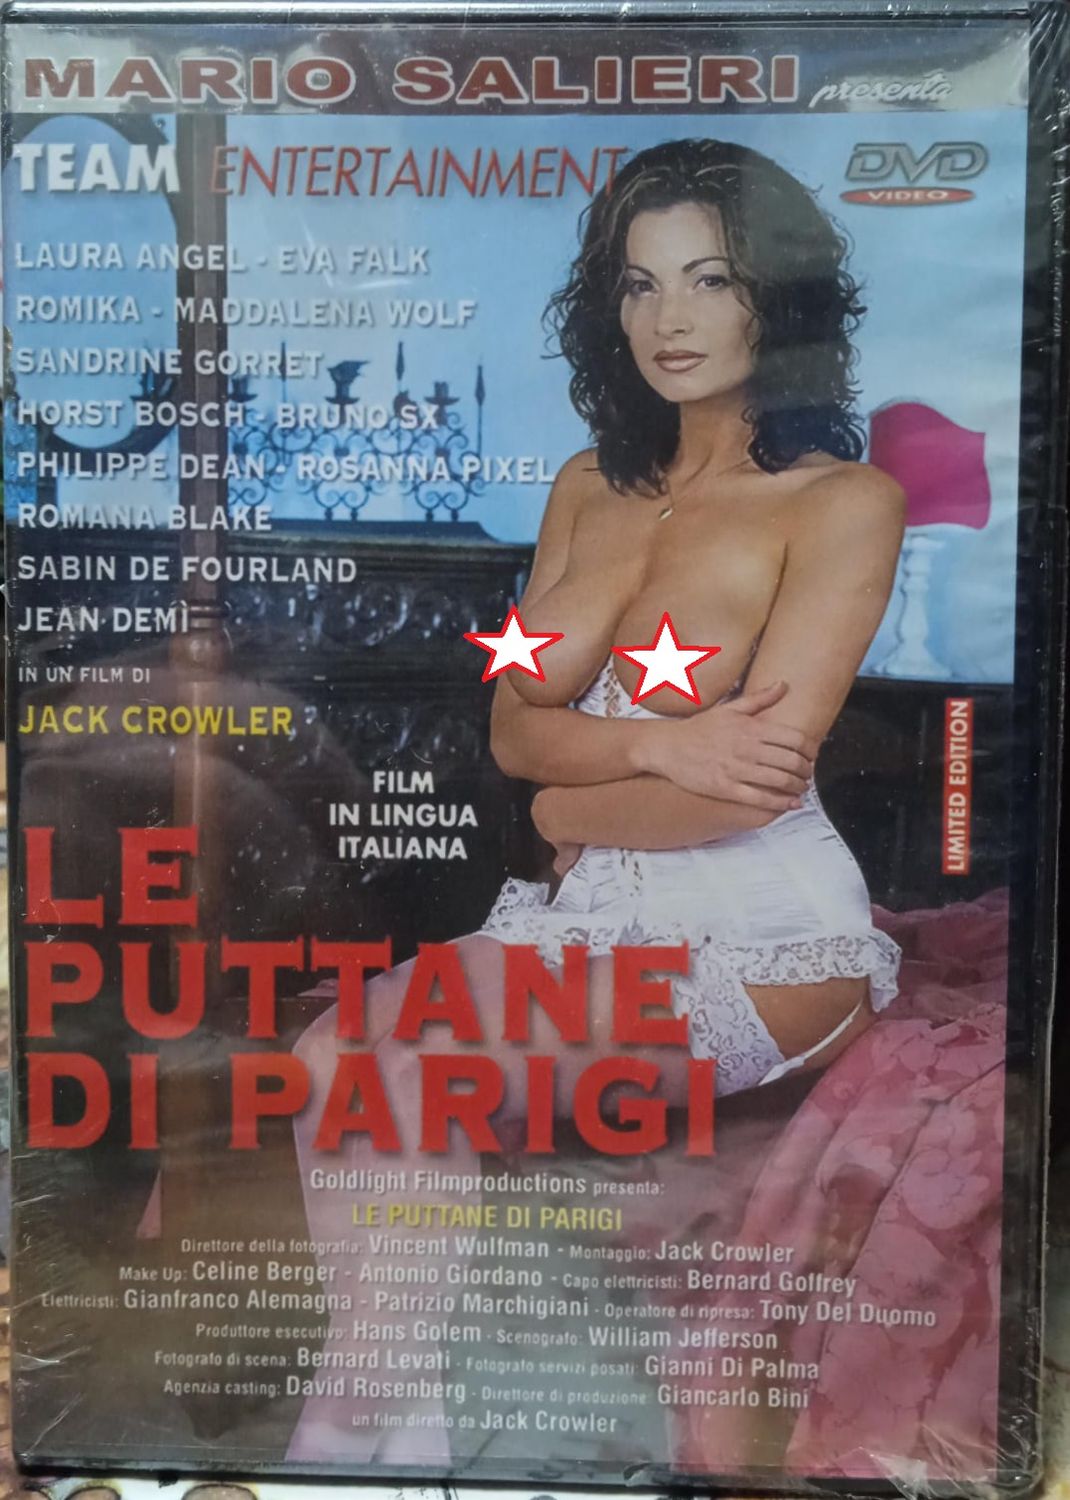 MARIO SALIERI presenta
TEAM ENTERTAINMENT
DVD
VIDEO
LAURA ANGEL - EVA FALK
ROMIKA - MADDALENA WOLF
SANDRINE GORRET
HORST BOSCH - BRUNO SX
PHILIPPE DEAN - ROSANNA PIXEL
ROMANA BLAKE
SABIN DE FOURLAND
JEAN DEMÌ
IN UN FILM DI
JACK CROWLER
LIMITED EDITION
FILM
IN LINGUA
ITALIANA
LE
PUTTANE
DI PARIGI
Goldlight Filmproductions presenta:
LE PUTTANE DI PARIGI
Direttore della fotografia: Vincent Wulfman - Montaggio: Jack Crowler
Make Up: Celine Berger - Antonio Giordano - Capo elettricisti: Bernard Goffrey
Elettricisti: Gianfranco Alemagna - Patrizio Marchigiani - Operatore di ripresa: Tony Del Duomo
Produttore esecutivo: Hans Golem - Scenografo: William Jefferson
Fotografo di scena: Bernard Levati - Fotografo servizi posati: Gianni Di Palma
Agenzia casting: David Rosenberg - Direttore di produzione: Giancarlo Bini
un film diretto da Jack Crowler